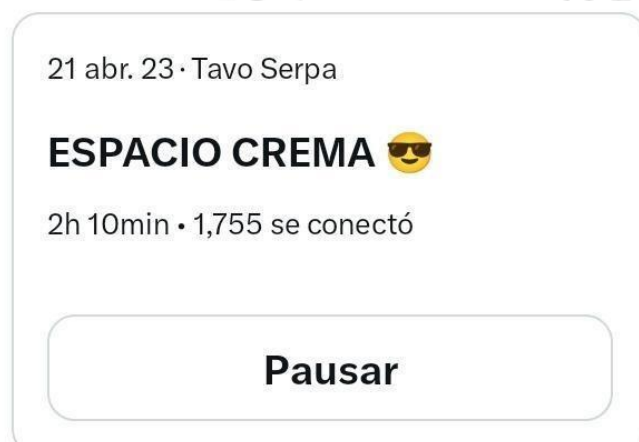 21 abr. 23 · Tavo Serpa
ESPACIO CREMA 😎
2h 10min • 1,755 se conectó
Pausar